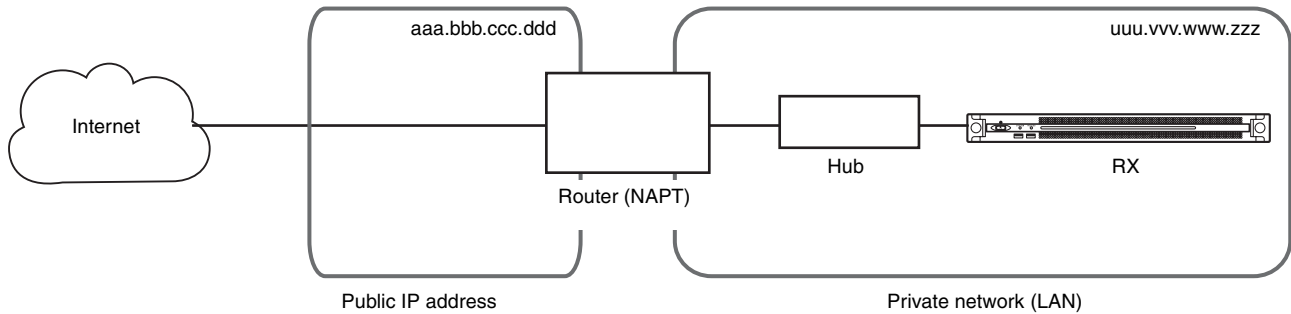 aaa.bbb.ccc.ddd
uuu.vvv.www.zzz
Internet
Hub
RX
Router (NAPT)
Public IP address
Private network (LAN)